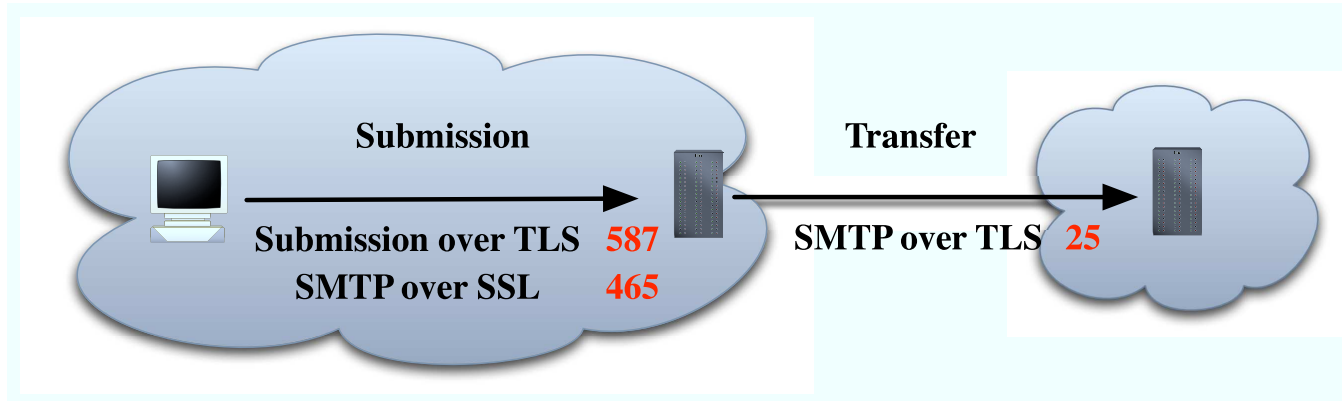 Submission
Transfer
Submission over TLS 587
SMTP over SSL 465
SMTP over TLS 25